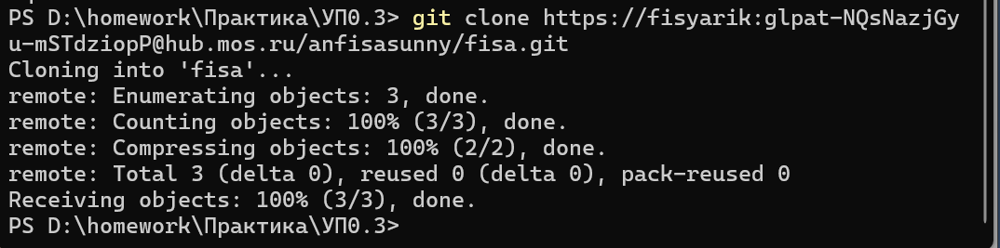 PS D:\homework\Практика\УП0.3> git clone https://fisyarik:glpat-NQsNazjGy
u-mSTdziopP@hub.mos.ru/anfisasunny/fisa.git
Cloning into 'fisa'...
remote: Enumerating objects: 3, done.
remote: Counting objects: 100% (3/3), done.
remote: Compressing objects: 100% (2/2), done.
remote: Total 3 (delta 0), reused 0 (delta 0), pack-reused 0
Receiving objects: 100% (3/3), done.
PS D:\homework\Практика\УП0.3>